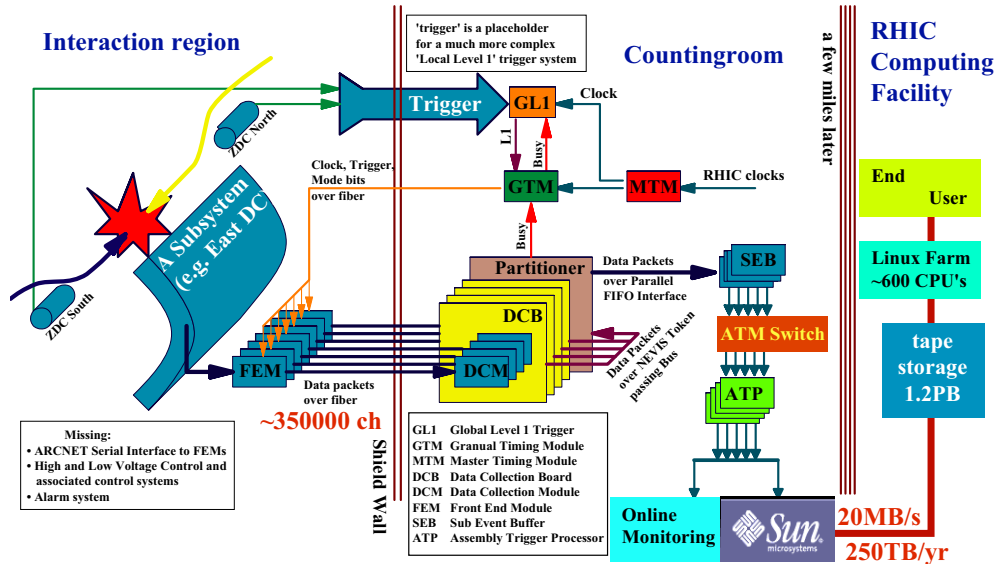 Interaction region
'trigger' is a placeholder
for a much more complex
'Local Level 1' trigger system
Countingroom
a few miles later
RHIC
Computing
Facility
ZDC North
Trigger
GL1
Clock
L1
Busy
Clock, Trigger,
Mode bits
over fiber
GTM
MTM
RHIC clocks
End
User
A Subsystem
(e.g. East DC)
Busy
Partitioner
Data Packets
over Parallel
FIFO Interface
SEB
Linux Farm
~600 CPU's
ZDC South
DCB
ATM Switch
tape
storage
1.2PB
FEM
DCM
Data Packets
over NEVIS Token
passing Bus
ATP
Data packets
over fiber
~350000 ch
Shield Wall
Missing:
• ARCNET Serial Interface to FEMs
• High and Low Voltage Control and
associated control systems
• Alarm system
GL1 Global Level 1 Trigger
GTM Granual Timing Module
MTM Master Timing Module
DCB Data Collection Board
DCM Data Collection Module
FEM Front End Module
SEB Sub Event Buffer
ATP Assembly Trigger Processor
Online
Monitoring
Sun
microsystems
20MB/s
250TB/yr